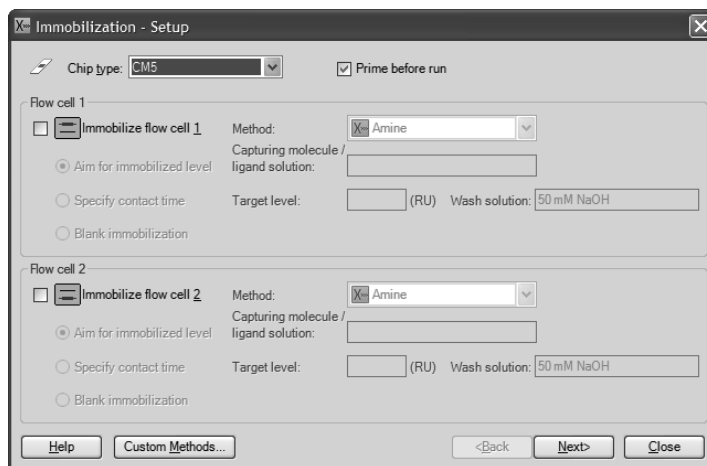 Immobilization - Setup
Chip type: CM5 Prime before run
Flow cell 1
Immobilize flow cell 1 Method: Amine
Capturing molecule /
Aim for immobilized level ligand solution:
Specify contact time Target level: (RU) Wash solution: 50 mM NaOH
Blank immobilization
Flow cell 2
Immobilize flow cell 2 Method: Amine
Capturing molecule /
Aim for immobilized level ligand solution:
Specify contact time Target level: (RU) Wash solution: 50 mM NaOH
Blank immobilization
Help Custom Methods... <Back Next> Close